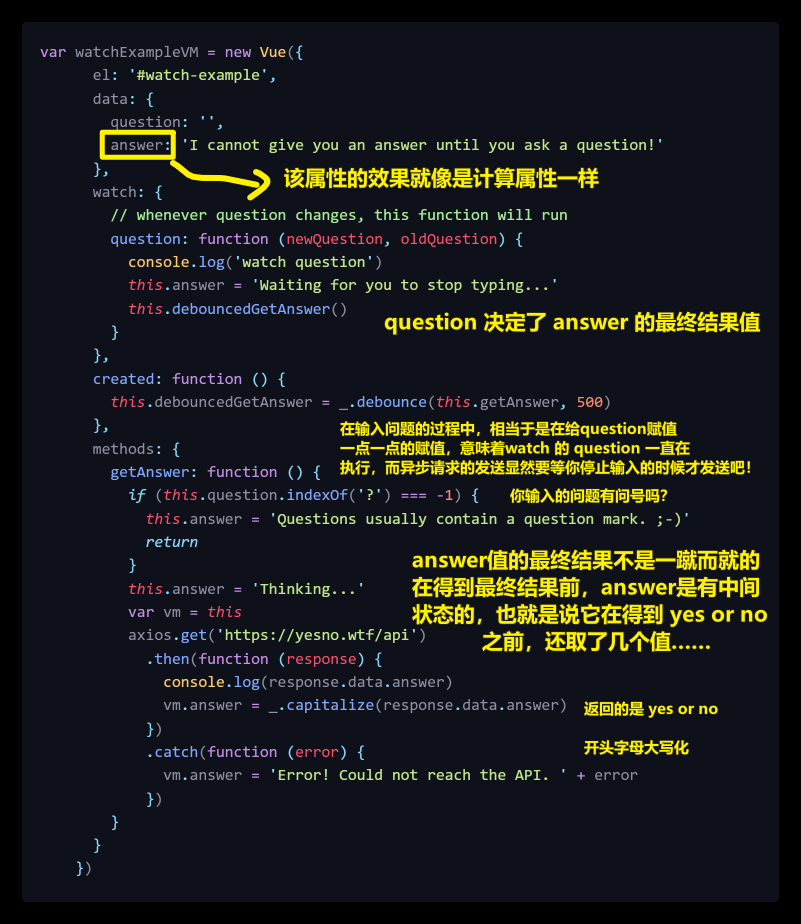 var watchExampleVM = new Vue({
el: '#watch-example',
data: {
question: '',
answer: 'I cannot give you an answer until you ask a question!'
},
该属性的效果就像是计算属性一样
watch: {
// whenever question changes, this function will run
question: function (newQuestion, oldQuestion) {
console.log('watch question')
this.answer = 'Waiting for you to stop typing...'
this.debouncedGetAnswer()
question 决定了 answer 的最终结果值
}
},
created: function () {
this.debouncedGetAnswer = _.debounce(this.getAnswer, 500)
},
在输入问题的过程中，相当于是在给question赋值
一点一点的赋值，意味着watch 的 question 一直在
执行，而异步请求的发送显然要等你停止输入的时候才发送吧！
methods: {
getAnswer: function () {
if (this.question.indexOf('?') === -1) {
你输入的问题有问号吗?
this.answer = 'Questions usually contain a question mark. ;-)'
return
}
answer值的最终结果不是一蹴而就的
在得到最终结果前，answer是有中间
状态的，也就是说它在得到 yes or no
之前，还取了几个值……
this.answer = 'Thinking...'
var vm = this
axios.get('https://yesno.wtf/api')
.then(function (response) {
console.log(response.data.answer)
vm.answer = _.capitalize(response.data.answer)
返回的是 yes or no
})
开头字母大写化
.catch(function (error) {
vm.answer = 'Error! Could not reach the API. ' + error
})
}
}
})